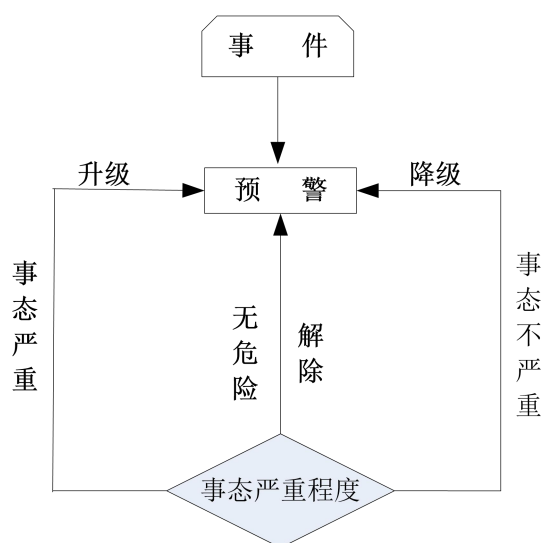 事 件
升级
降级
预 警
事态严重
无危险
解除
事态不严重
事态严重程度